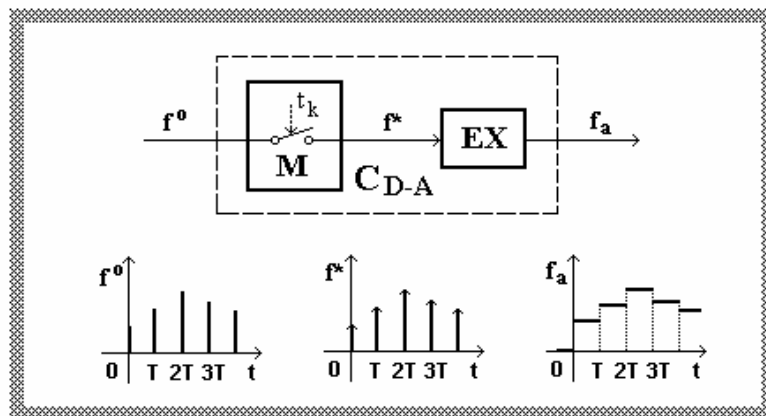 t_k
f° f* EX f_a
M C_D-A
f° f* f_a
0 T 2T 3T t 0 T 2T 3T t 0 T 2T 3T t